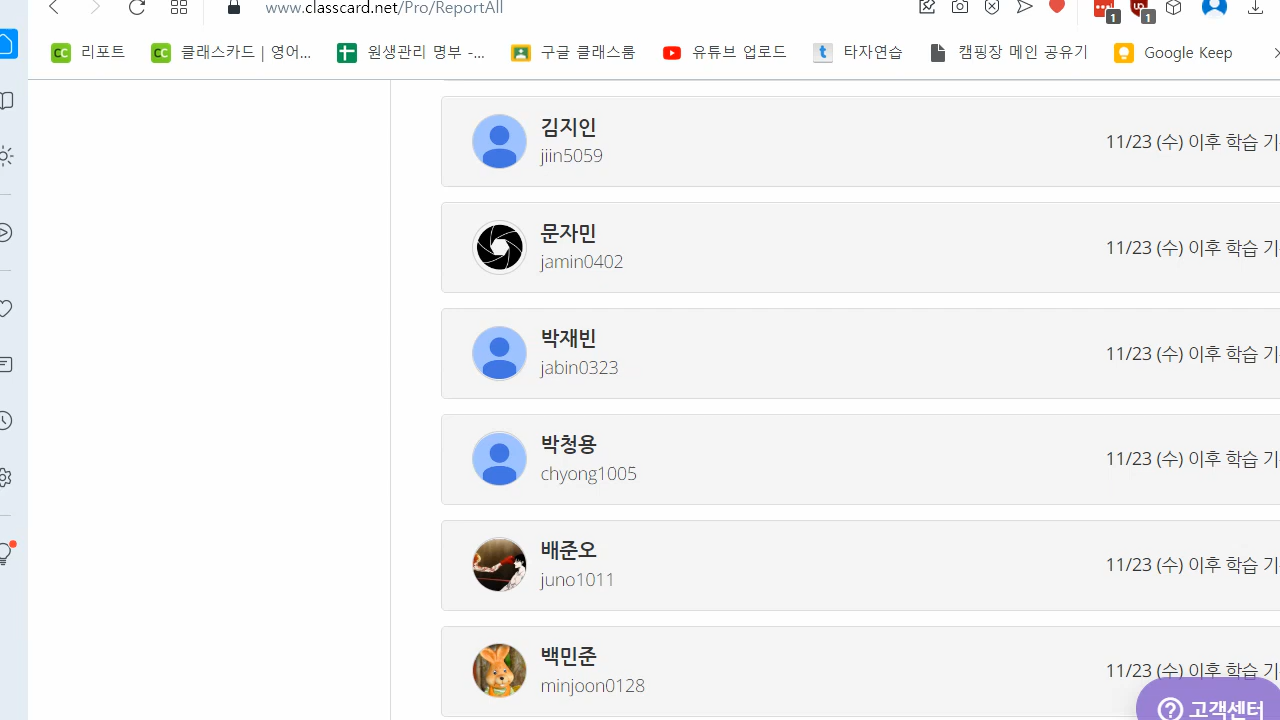 www.classcard.net/Pro/ReportAll
1 1
리포트 클래스카드 | 영어... 원생관리 명부 -... 구글 클래스룸 유튜브 업로드 타자연습 캠핑장 메인 공유기 Google Keep
김지인
jiin5059
11/23 (수) 이후 학습 기
문자민
jamin0402
11/23 (수) 이후 학습 기
박재빈
jabin0323
11/23 (수) 이후 학습 기
박청용
chyong1005
11/23 (수) 이후 학습 기
배준오
juno1011
11/23 (수) 이후 학습 기
백민준
minjoon0128
11/23 (수) 이후 학습 기
고객센터